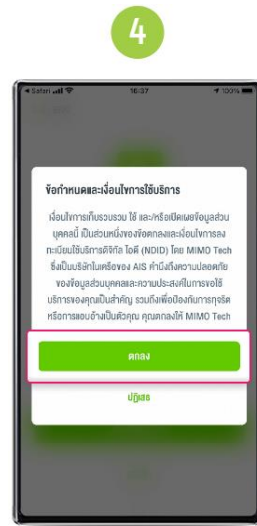 4
Safari 16:37 100%
ข้อกำหนดและเงื่อนไขการใช้บริการ
เงื่อนไขการเก็บรวบรวม ใช้ และ/หรือเปิดเผยข้อมูลส่วน
บุคคลนี้ เป็นส่วนหนึ่งของข้อตกลงและเงื่อนไขการลง
ทะเบียนใช้บริการดิจิทัล ไอดี (NDID) โดย MIMO Tech
ซึ่งเป็นบริษัทในเครือของ AIS คำนึงถึงความปลอดภัย
ของข้อมูลส่วนบุคคลและความประสงค์ในการขอใช้
บริการของคุณเป็นสำคัญ รวมถึงเพื่อป้องกันการทุจริต
หรือการแอบอ้างเป็นตัวคุณ คุณตกลงให้ MIMO Tech
ตกลง
ปฏิเสธ